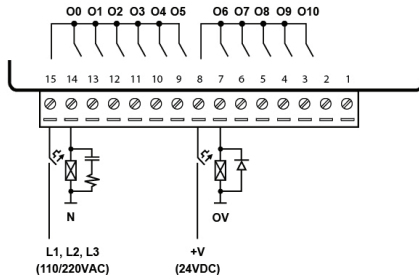 O0 O1 O2 O3 O4 O5 O6 O7 O8 O9 O10
15 14 13 12 11 10 9 8 7 6 5 4 3 2 1
N OV
L1, L2, L3 +V
(110/220VAC) (24VDC)